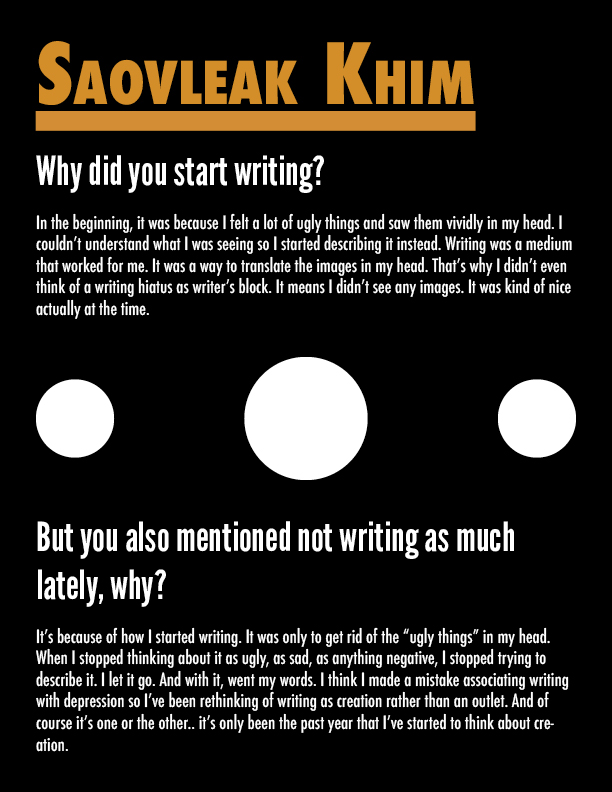 SAOVLEAK KHIM
Why did you start writing?
In the beginning, it was because I felt a lot of ugly things and saw them vividly in my head. I
couldn't understand what I was seeing so I started describing it instead. Writing was a medium
that worked for me. It was a way to translate the images in my head. That's why I didn't even
think of a writing hiatus as writer's block. It means I didn't see any images. It was kind of nice
actually at the time.
But you also mentioned not writing as much
lately, why?
It's because of how I started writing. It was only to get rid of the “ugly things” in my head.
When I stopped thinking about it as ugly, as sad, as anything negative, I stopped trying to
describe it. I let it go. And with it, went my words. I think I made a mistake associating writing
with depression so I've been rethinking of writing as creation rather than an outlet. And of
course it's one or the other.. it's only been the past year that I've started to think about cre-
ation.